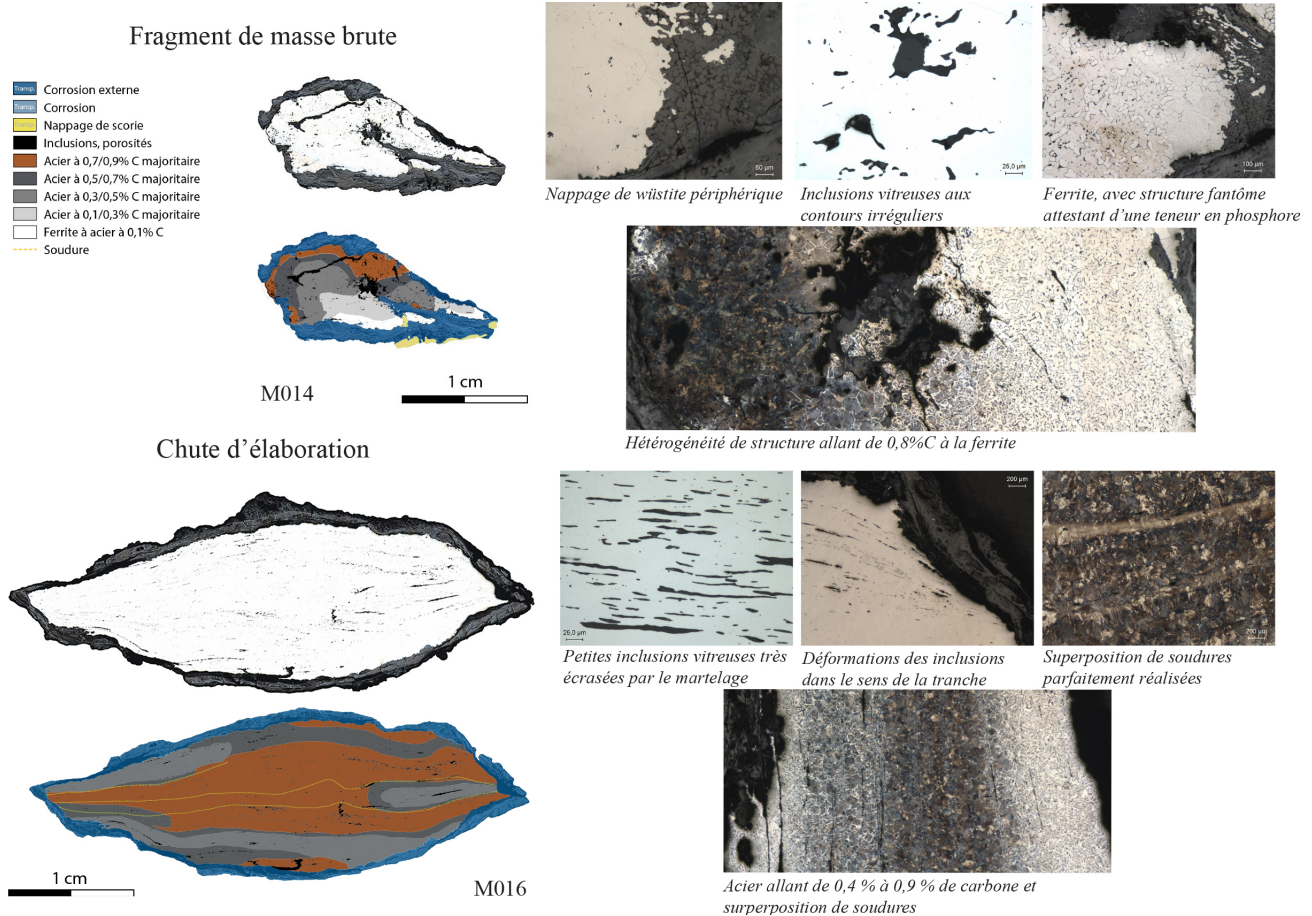 Fragment de masse brute
Transp. Corrosion externe
Transp. Corrosion
Transp. Nappage de scorie
Inclusions, porosités
Acier à 0,7/0,9% C majoritaire
Acier à 0,5/0,7% C majoritaire
Acier à 0,3/0,5% C majoritaire
Acier à 0,1/0,3% C majoritaire
Ferrite à acier à 0,1% C
Soudure
M014
1 cm
50 µm
Nappage de wüstite périphérique
25,0 µm
Inclusions vitreuses aux
contours irréguliers
100 µm
Ferrite, avec structure fantôme
attestant d’une teneur en phosphore
Hétérogénéité de structure allant de 0,8%C à la ferrite
Chute d’élaboration
1 cm
M016
25,0 µm
Petites inclusions vitreuses très
écrasées par le martelage
200 µm
Déformations des inclusions
dans le sens de la tranche
200 µm
Superposition de soudures
parfaitement réalisées
Acier allant de 0,4 % à 0,9 % de carbone et
surperposition de soudures